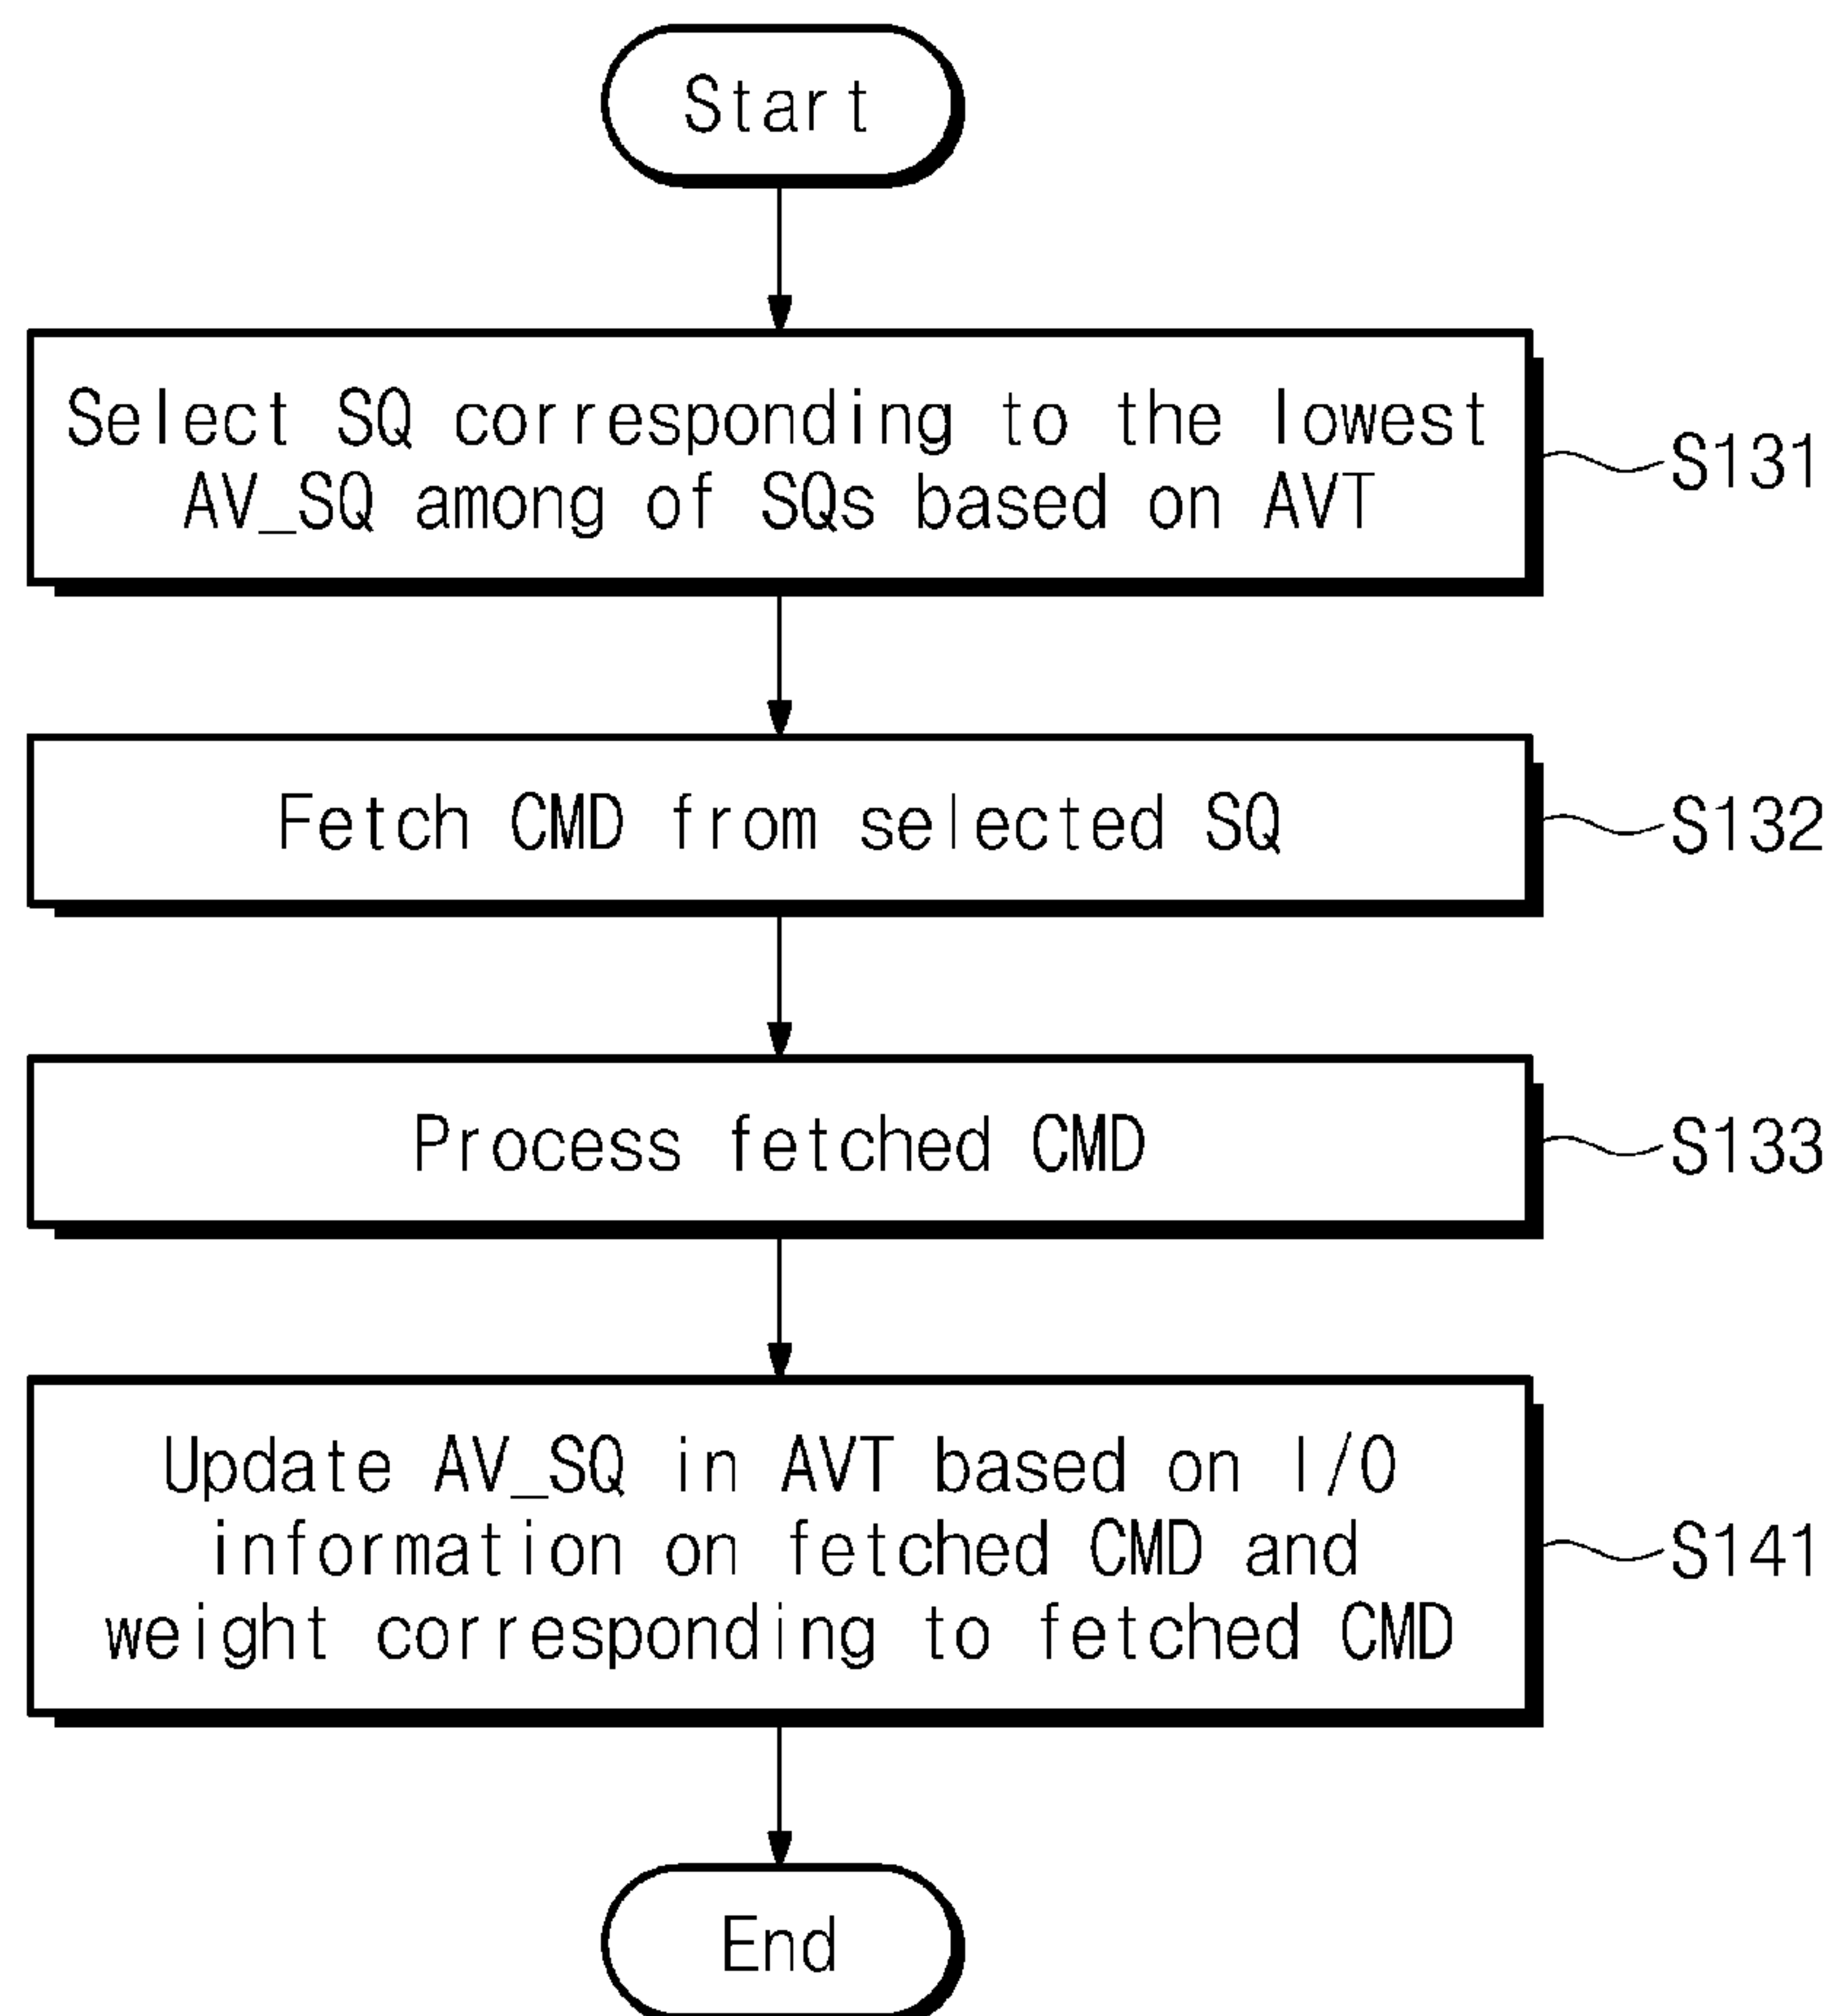 Start
Select SQ corresponding to the lowest
AV_SQ among of SQs based on AVT
S131
Fetch CMD from selected SQ
S132
Process fetched CMD
S133
Update AV_SQ in AVT based on I/O
information on fetched CMD and
weight corresponding to fetched CMD
S141
End